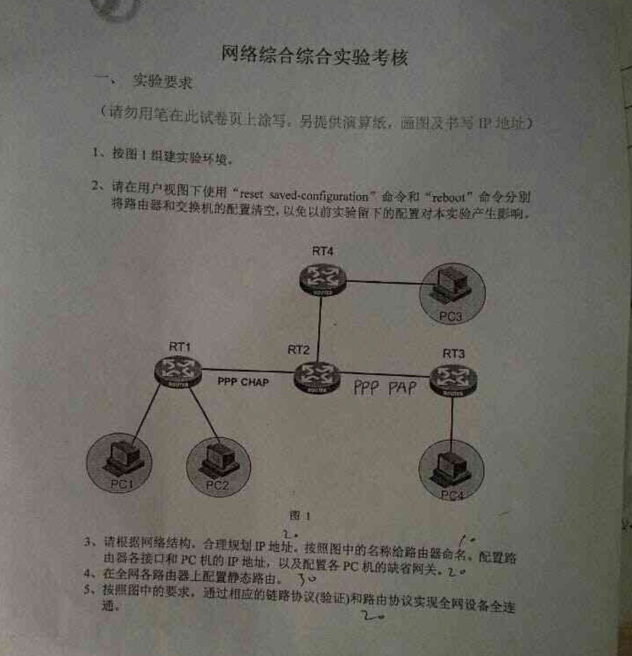 网络综合综合实验考核
一、 实验要求
（请勿用笔在此试卷页上涂写。另提供演算纸，画图及书写 IP 地址）
1、按图 1 组建实验环境。
2、请在用户视图下使用“reset saved-configuration”命令和“reboot”命令分别
将路由器和交换机的配置清空，以免以前实验留下的配置对本实验产生影响。
RT4
ROUTER
PC3
RT1
RT2
RT3
ROUTER
PPP CHAP
ROUTER
PPP PAP
ROUTER
PC1
PC2
PC4
图 1
20
10
3、请根据网络结构，合理规划 IP 地址，按照图中的名称给路由器命名，配置路
由器各接口和 PC 机的 IP 地址，以及配置各 PC 机的缺省网关。20
4、在全网各路由器上配置静态路由。30
5、按照图中的要求，通过相应的链路协议(验证)和路由协议实现全网设备全连
通。
20